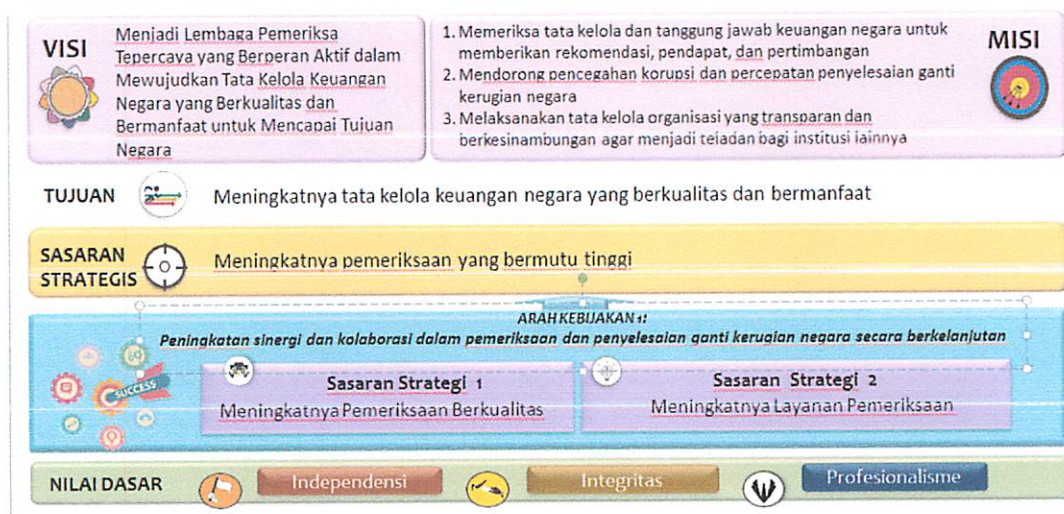 VISI
Menjadi Lembaga Pemeriksa
Tepercaya yang Berperan Aktif dalam
Mewujudkan Tata Kelola Keuangan
Negara yang Berkualitas dan
Bermanfaat untuk Mencapai Tujuan
Negara
MISI
1. Memeriksa tata kelola dan tanggung jawab keuangan negara untuk
memberikan rekomendasi, pendapat, dan pertimbangan
2. Mendorong pencegahan korupsi dan percepatan penyelesaian ganti
kerugian negara
3. Melaksanakan tata kelola organisasi yang transparan dan
berkesinambungan agar menjadi teladan bagi institusi lainnya
TUJUAN
Meningkatnya tata kelola keuangan negara yang berkualitas dan bermanfaat
SASARAN
STRATEGIS
Meningkatnya pemeriksaan yang bermutu tinggi
ARAH KEBIJAKAN 1:
Peningkatan sinergi dan kolaborasi dalam pemeriksaan dan penyelesaian ganti kerugian negara secara berkelanjutan
SUCCESS
Sasaran Strategi 1
Meningkatnya Pemeriksaan Berkualitas
Sasaran Strategi 2
Meningkatnya Layanan Pemeriksaan
NILAI DASAR
Independensi
Integritas
Profesionalisme